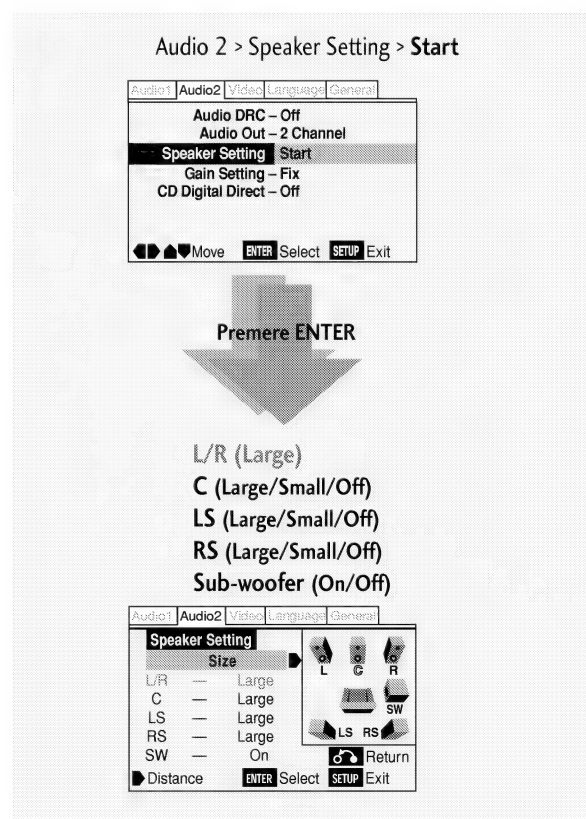 Audio 2 > Speaker Setting > Start
Audio1 Audio2 Video Language General
Audio DRC – Off
Audio Out – 2 Channel
Speaker Setting Start
Gain Setting – Fix
CD Digital Direct – Off
Move ENTER Select SETUP Exit
Premere ENTER
L/R (Large)
C (Large/Small/Off)
LS (Large/Small/Off)
RS (Large/Small/Off)
Sub-woofer (On/Off)
Audio1 Audio2 Video Language General
Speaker Setting
Size
L C R
L/R — Large
C — Large
SW
LS — Large
RS — Large
LS RS
SW — On
Return
Distance ENTER Select SETUP Exit